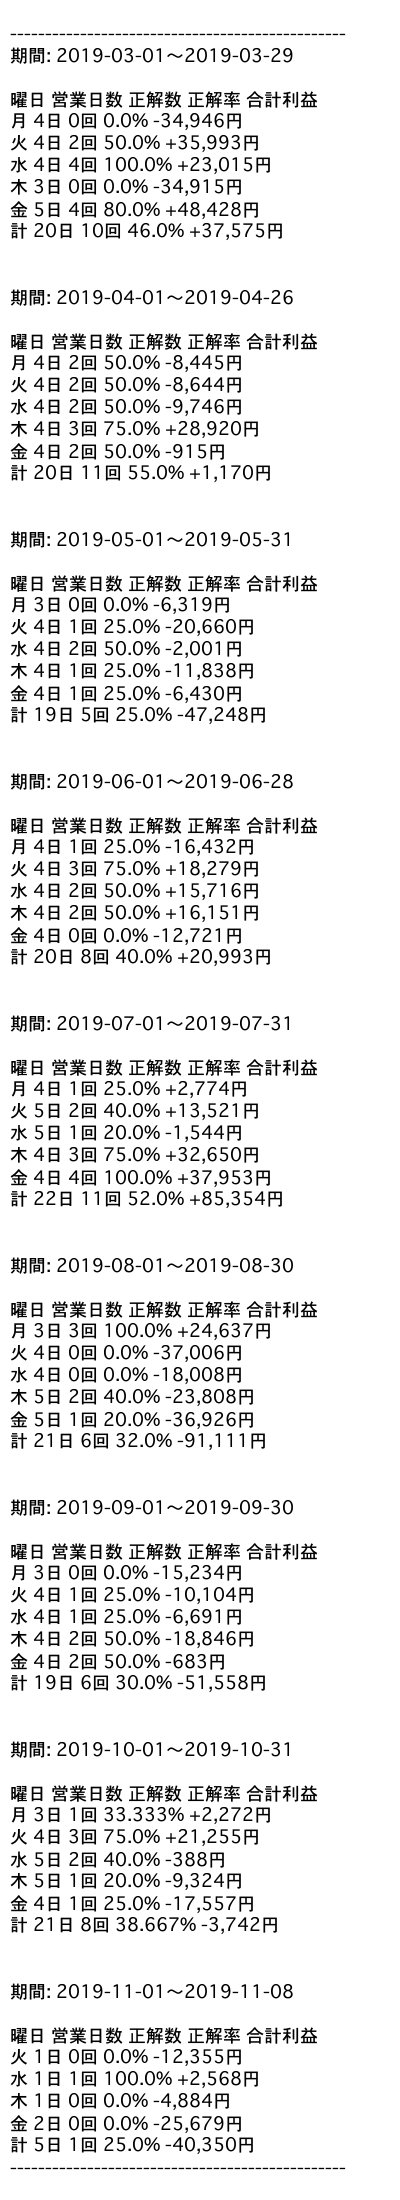 ------------------------------------------------
期間: 2019-03-01〜2019-03-29
曜日 営業日数 正解数 正解率 合計利益
月 4日 0回 0.0% -34,946円
火 4日 2回 50.0% +35,993円
水 4日 4回 100.0% +23,015円
木 3日 0回 0.0% -34,915円
金 5日 4回 80.0% +48,428円
計 20日 10回 46.0% +37,575円
期間: 2019-04-01〜2019-04-26
曜日 営業日数 正解数 正解率 合計利益
月 4日 2回 50.0% -8,445円
火 4日 2回 50.0% -8,644円
水 4日 2回 50.0% -9,746円
木 4日 3回 75.0% +28,920円
金 4日 2回 50.0% -915円
計 20日 11回 55.0% +1,170円
期間: 2019-05-01〜2019-05-31
曜日 営業日数 正解数 正解率 合計利益
月 3日 0回 0.0% -6,319円
火 4日 1回 25.0% -20,660円
水 4日 2回 50.0% -2,001円
木 4日 1回 25.0% -11,838円
金 4日 1回 25.0% -6,430円
計 19日 5回 25.0% -47,248円
期間: 2019-06-01〜2019-06-28
曜日 営業日数 正解数 正解率 合計利益
月 4日 1回 25.0% -16,432円
火 4日 3回 75.0% +18,279円
水 4日 2回 50.0% +15,716円
木 4日 2回 50.0% +16,151円
金 4日 0回 0.0% -12,721円
計 20日 8回 40.0% +20,993円
期間: 2019-07-01〜2019-07-31
曜日 営業日数 正解数 正解率 合計利益
月 4日 1回 25.0% +2,774円
火 5日 2回 40.0% +13,521円
水 5日 1回 20.0% -1,544円
木 4日 3回 75.0% +32,650円
金 4日 4回 100.0% +37,953円
計 22日 11回 52.0% +85,354円
期間: 2019-08-01〜2019-08-30
曜日 営業日数 正解数 正解率 合計利益
月 3日 3回 100.0% +24,637円
火 4日 0回 0.0% -37,006円
水 4日 0回 0.0% -18,008円
木 5日 2回 40.0% -23,808円
金 5日 1回 20.0% -36,926円
計 21日 6回 32.0% -91,111円
期間: 2019-09-01〜2019-09-30
曜日 営業日数 正解数 正解率 合計利益
月 3日 0回 0.0% -15,234円
火 4日 1回 25.0% -10,104円
水 4日 1回 25.0% -6,691円
木 4日 2回 50.0% -18,846円
金 4日 2回 50.0% -683円
計 19日 6回 30.0% -51,558円
期間: 2019-10-01〜2019-10-31
曜日 営業日数 正解数 正解率 合計利益
月 3日 1回 33.333% +2,272円
火 4日 3回 75.0% +21,255円
水 5日 2回 40.0% -388円
木 5日 1回 20.0% -9,324円
金 4日 1回 25.0% -17,557円
計 21日 8回 38.667% -3,742円
期間: 2019-11-01〜2019-11-08
曜日 営業日数 正解数 正解率 合計利益
火 1日 0回 0.0% -12,355円
水 1日 1回 100.0% +2,568円
木 1日 0回 0.0% -4,884円
金 2日 0回 0.0% -25,679円
計 5日 1回 25.0% -40,350円
------------------------------------------------